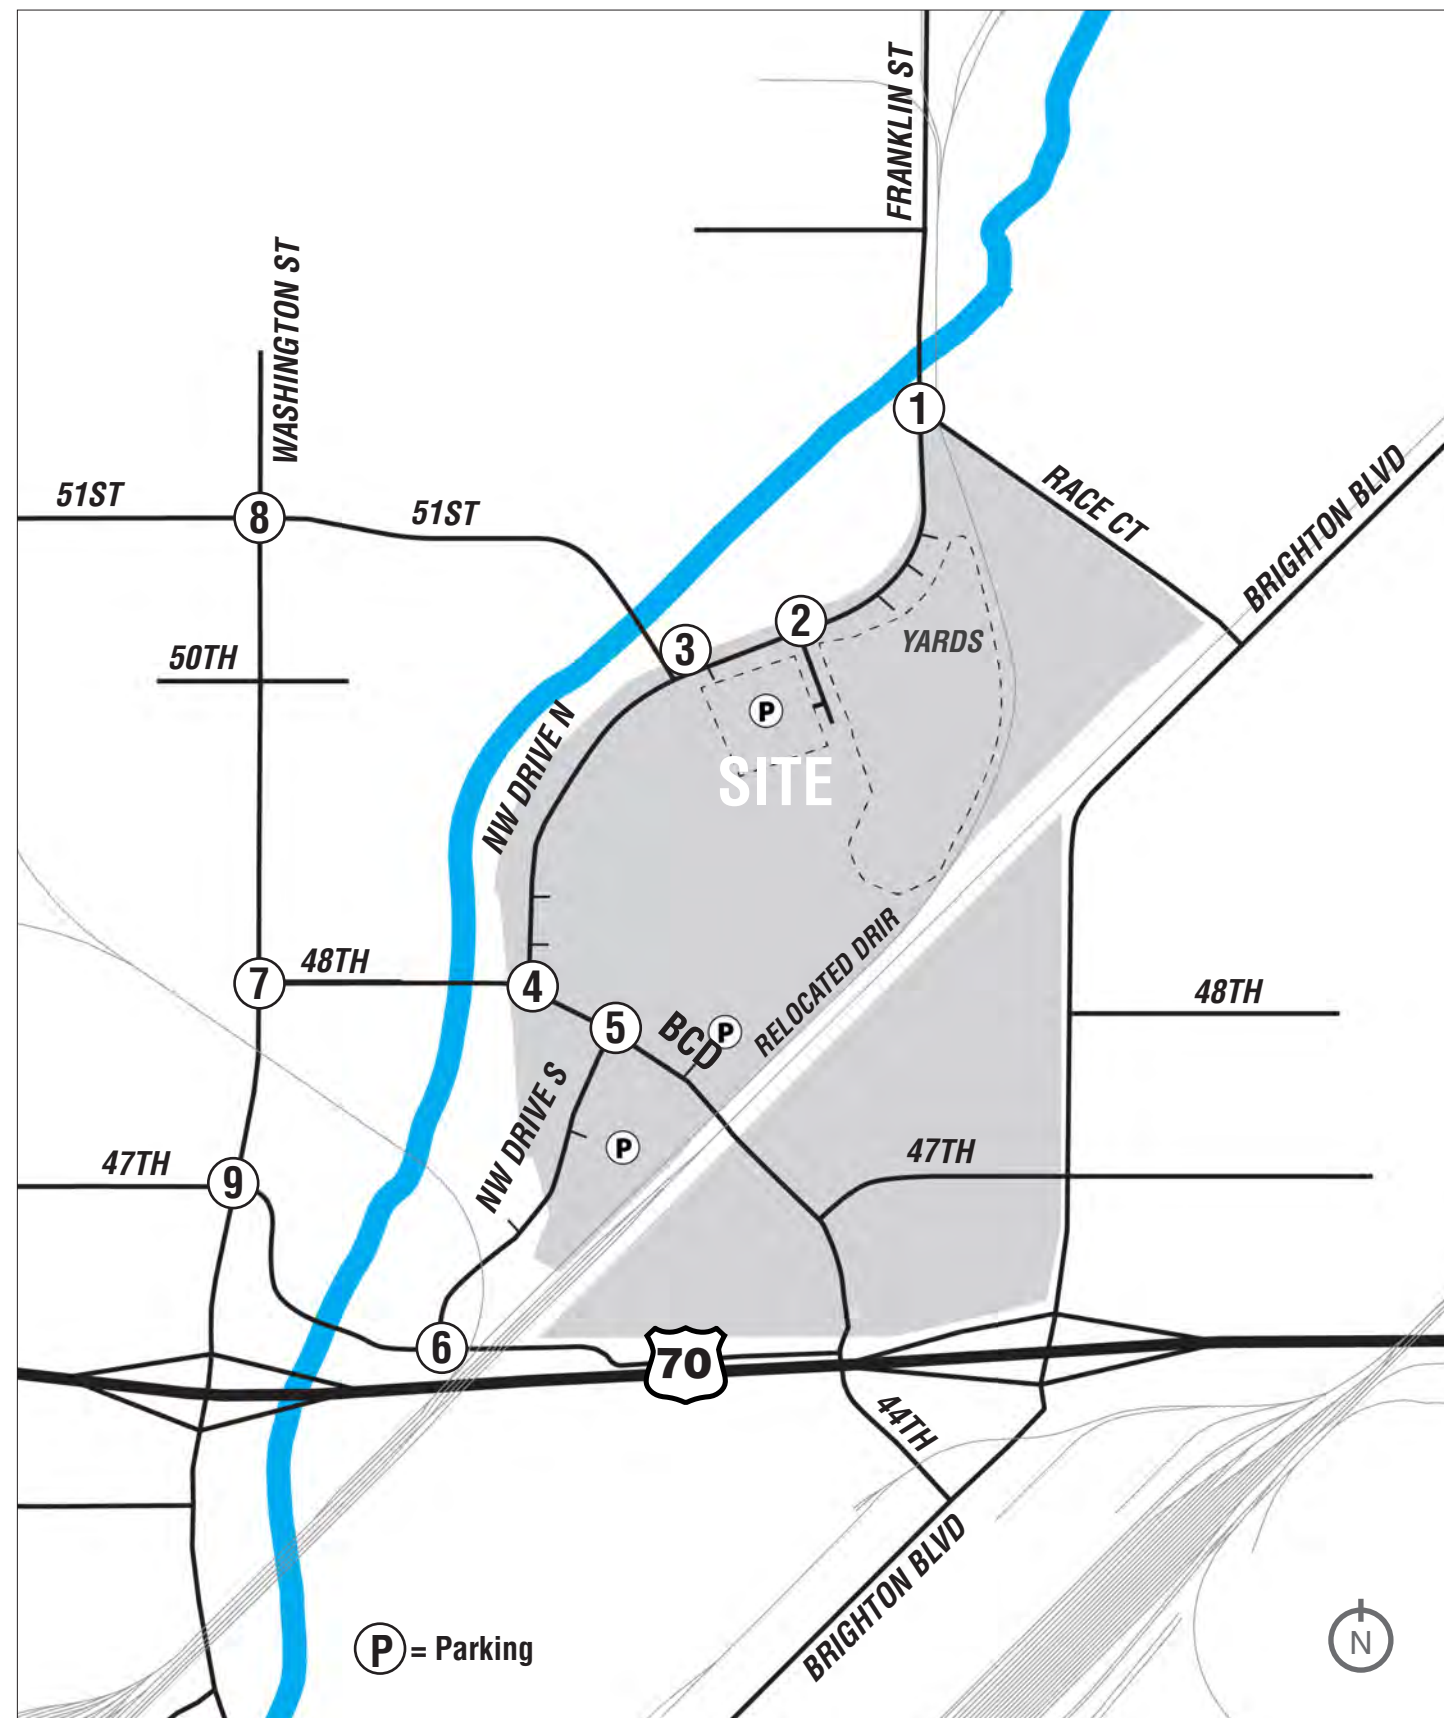 FRANKLIN ST
WASHINGTON ST
1
RACE CT
BRIGHTON BLVD
51ST
8
51ST
2
3
YARDS
50TH
P
NW DRIVE N
SITE
RELOCATED DRIR
48TH
7
4
48TH
5
BCD
P
NW DRIVE S
P
47TH
47TH
9
6
70
44TH
BRIGHTON BLVD
P = Parking
N